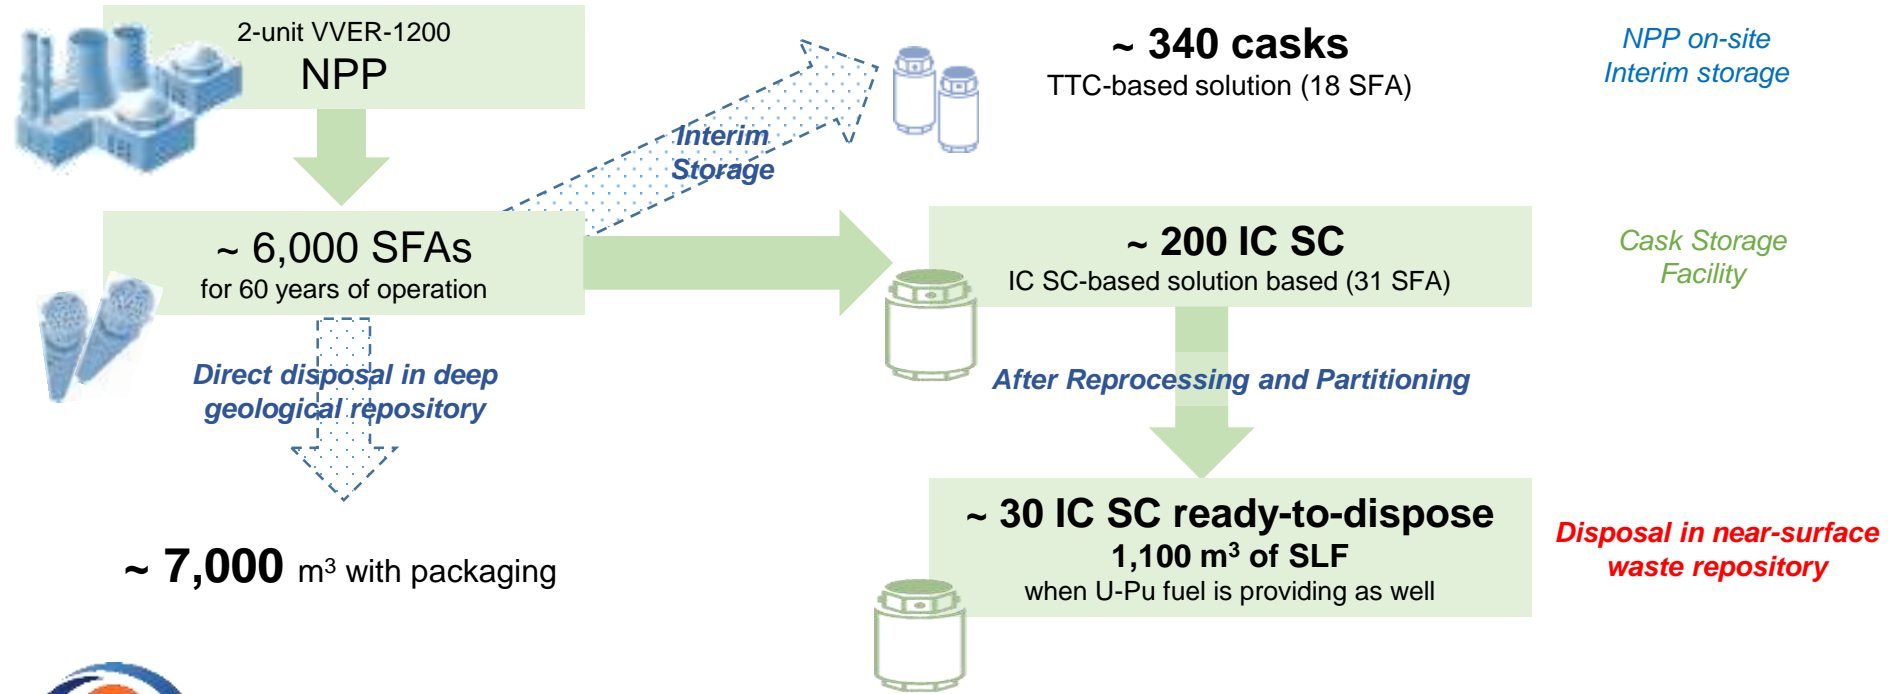 2-unit VVER-1200
NPP
~ 340 casks
TTC-based solution (18 SFA)
NPP on-site
Interim storage
Interim
Storage
~ 6,000 SFAs
for 60 years of operation
~ 200 IC SC
IC SC-based solution based (31 SFA)
Cask Storage
Facility
Direct disposal in deep
geological repository
After Reprocessing and Partitioning
~ 7,000 m³ with packaging
~ 30 IC SC ready-to-dispose
1,100 m³ of SLF
when U-Pu fuel is providing as well
Disposal in near-surface
waste repository